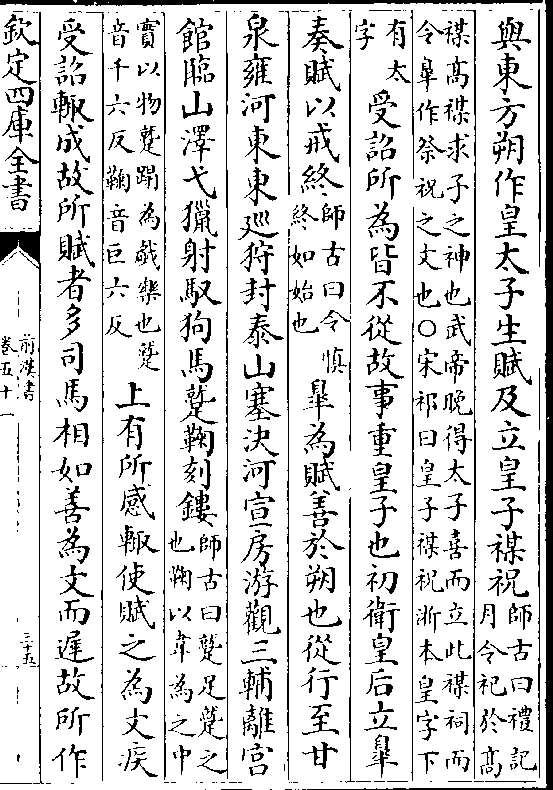 與東方朔作皇太子生賦及立皇子禖祝師古曰禮記月令祀於高
禖高禖求子之神也武帝晚得太子喜而立此禖祠而令臯作祭祝之文也〇宋祁曰皇子禖祝浙本皇字下
有太字受詔所為皆不從故事重皇子也初衛皇后立臯
奏賦以戒終師古曰令慎終如始也臯為賦善於朔也從行至甘
泉雍河東東廵狩封泰山塞決河宣房游觀三輔離宮
館臨山澤弋獵射馭狗馬蹵鞠刻鏤師古曰蹵足蹵之也鞠以韋為之中
實以物蹵蹋為戱樂也蹵音千六反鞠音巨六反上有所感輙使賦之為文疾
受詔輙成故所賦者多司馬相如善為文而遲故所作
欽定四庫全書
前漢書
卷五十一
三十五